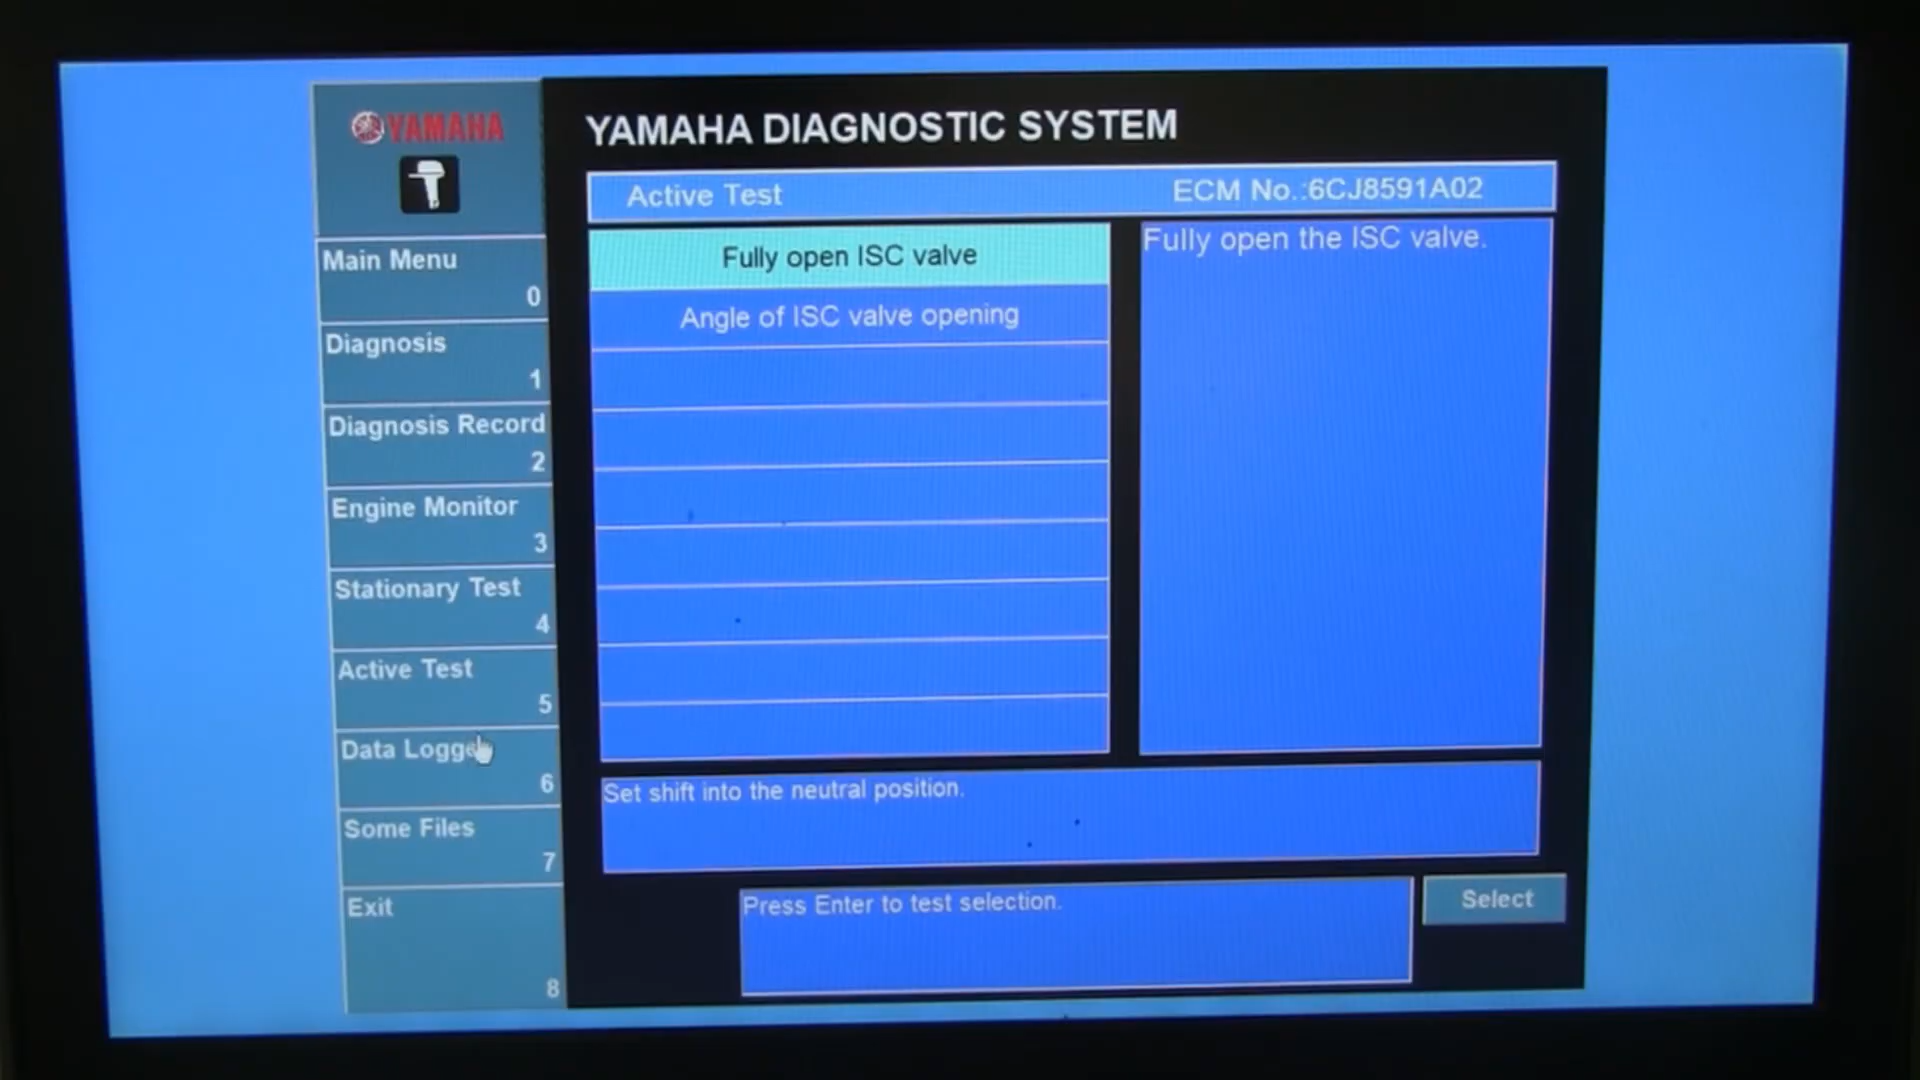 YAMAHA
YAMAHA DIAGNOSTIC SYSTEM
Active Test
ECM No.:6CJ8591A02
Main Menu
0
Diagnosis
1
Diagnosis Record
2
Engine Monitor
3
Stationary Test
4
Active Test
5
Data Logge
6
Some Files
7
Exit
8
Fully open ISC valve
Angle of ISC valve opening
Fully open the ISC valve.
Set shift into the neutral position.
Press Enter to test selection.
Select